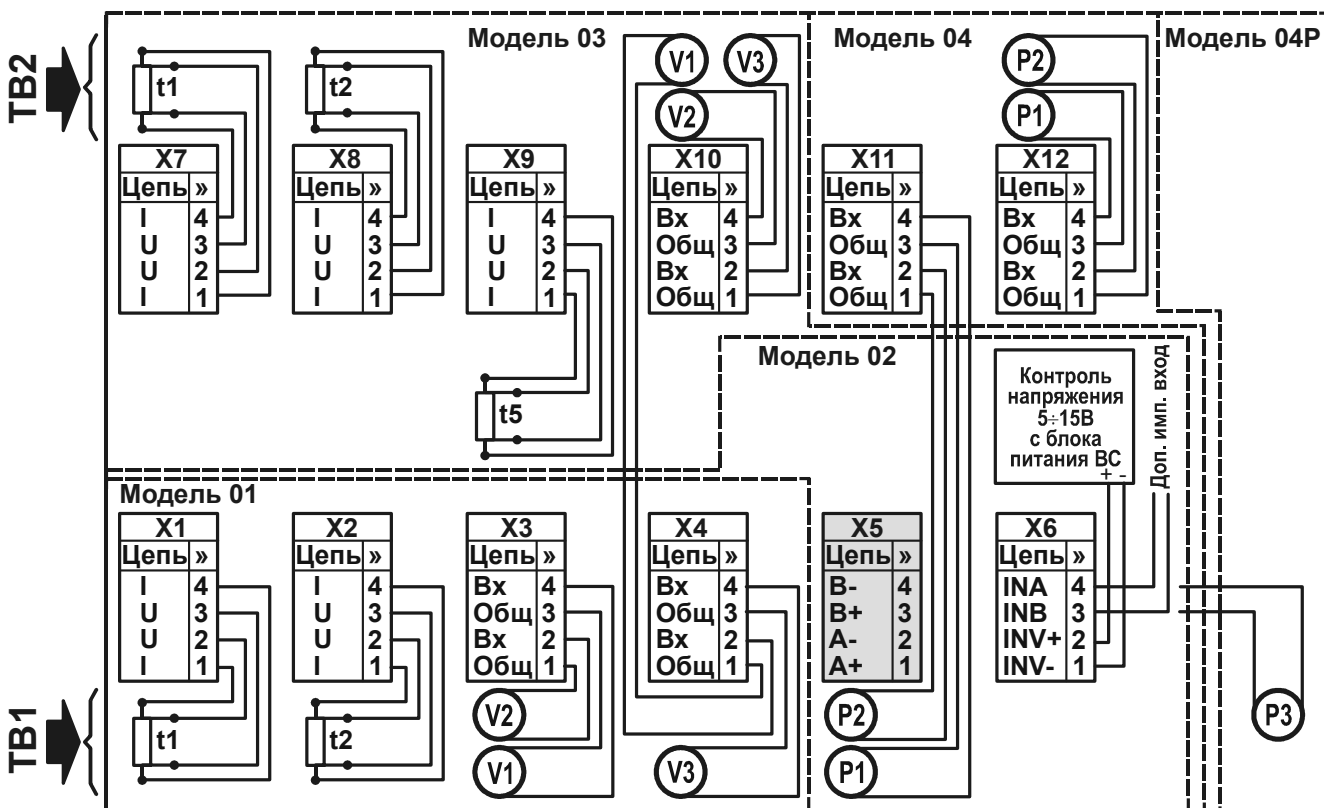 Модель 03
Модель 04
Модель 04Р
ТВ2
t1
t2
V1
V3
V2
P2
P1
X7
Цепь »
I 4
U 3
U 2
I 1
X8
Цепь »
I 4
U 3
U 2
I 1
X9
Цепь »
I 4
U 3
U 2
I 1
X10
Цепь »
Вх 4
Общ 3
Вх 2
Общ 1
X11
Цепь »
Вх 4
Общ 3
Вх 2
Общ 1
X12
Цепь »
Вх 4
Общ 3
Вх 2
Общ 1
t5
Модель 02
Контроль
напряжения
5÷15В
с блока
питания ВС
+ -
Доп. имп. вход
Модель 01
X1
Цепь »
I 4
U 3
U 2
I 1
X2
Цепь »
I 4
U 3
U 2
I 1
X3
Цепь »
Вх 4
Общ 3
Вх 2
Общ 1
X4
Цепь »
Вх 4
Общ 3
Вх 2
Общ 1
X5
Цепь »
B- 4
B+ 3
A- 2
A+ 1
X6
Цепь »
INA 4
INB 3
INV+ 2
INV- 1
ТВ1
t1
t2
V2
V1
V3
P2
P1
P3